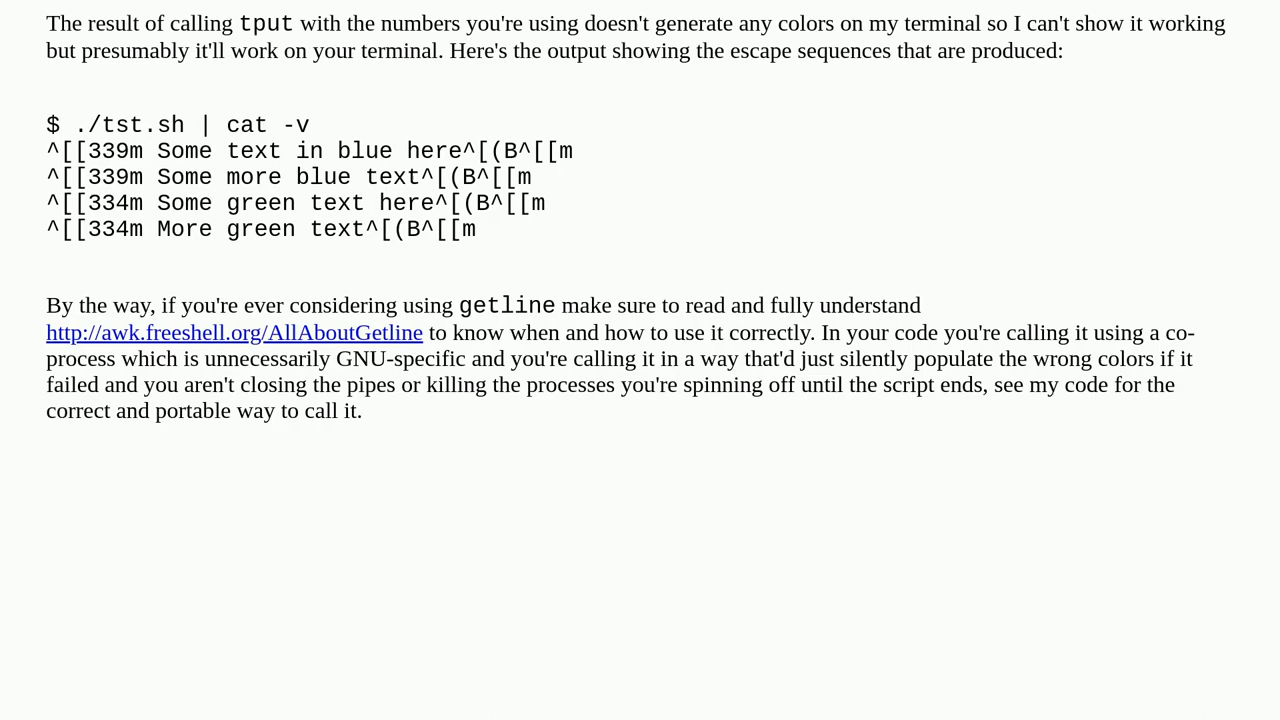 The result of calling tput with the numbers you're using doesn't generate any colors on my terminal so I can't show it working
but presumably it'll work on your terminal. Here's the output showing the escape sequences that are produced:
$ ./tst.sh | cat -v
^[[339m Some text in blue here^[(B^[[m
^[[339m Some more blue text^[(B^[[m
^[[334m Some green text here^[(B^[[m
^[[334m More green text^[(B^[[m
By the way, if you're ever considering using getline make sure to read and fully understand
http://awk.freeshell.org/AllAboutGetline to know when and how to use it correctly. In your code you're calling it using a co-
process which is unnecessarily GNU-specific and you're calling it in a way that'd just silently populate the wrong colors if it
failed and you aren't closing the pipes or killing the processes you're spinning off until the script ends, see my code for the
correct and portable way to call it.